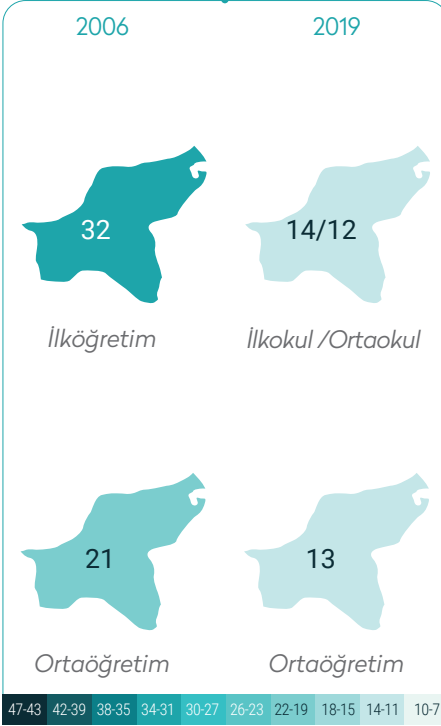 2006 2019
32 14/12
İlköğretim İlkokul /Ortaokul
21 13
Ortaöğretim Ortaöğretim
47-43 42-39 38-35 34-31 30-27 26-23 22-19 18-15 14-11 10-7